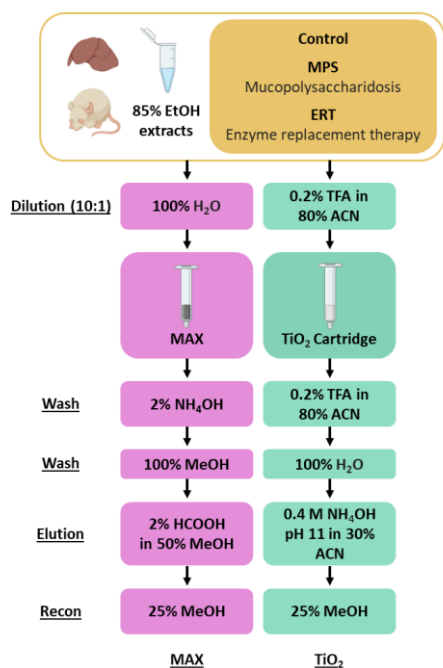 Control
MPS
Mucopolysaccharidosis
85% EtOH
extracts
ERT
Enzyme replacement therapy
Dilution (10:1)
100% H₂O
0.2% TFA in
80% ACN
MAX
TiO₂ Cartridge
Wash
2% NH₄OH
0.2% TFA in
80% ACN
Wash
100% MeOH
100% H₂O
Elution
2% HCOOH
in 50% MeOH
0.4 M NH₄OH
pH 11 in 30%
ACN
Recon
25% MeOH
25% MeOH
MAX
TiO₂